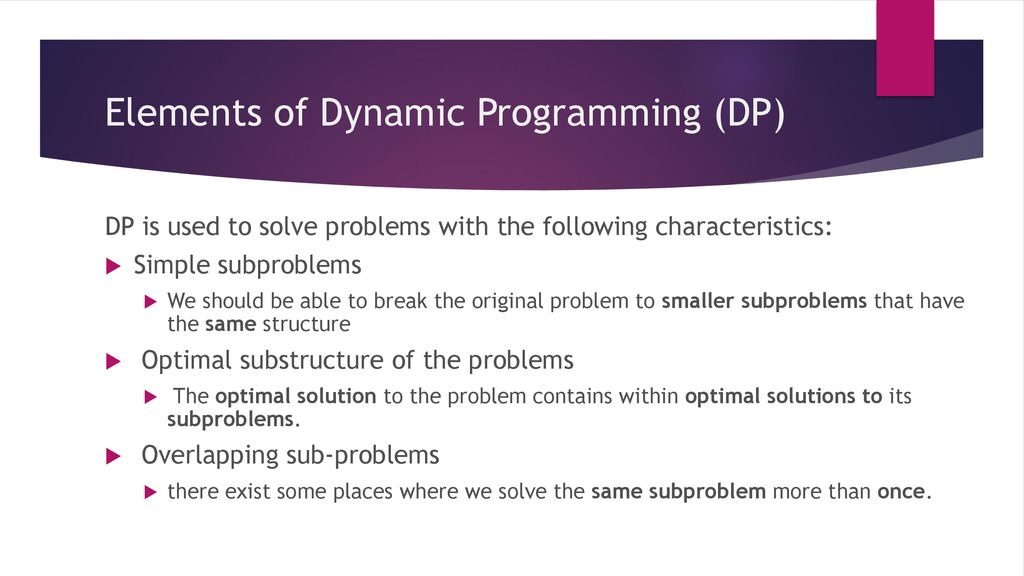 Elements of Dynamic Programming (DP)
DP is used to solve problems with the following characteristics:
Simple subproblems
We should be able to break the original problem to smaller subproblems that have
the same structure
Optimal substructure of the problems
The optimal solution to the problem contains within optimal solutions to its
subproblems.
Overlapping sub-problems
there exist some places where we solve the same subproblem more than once.